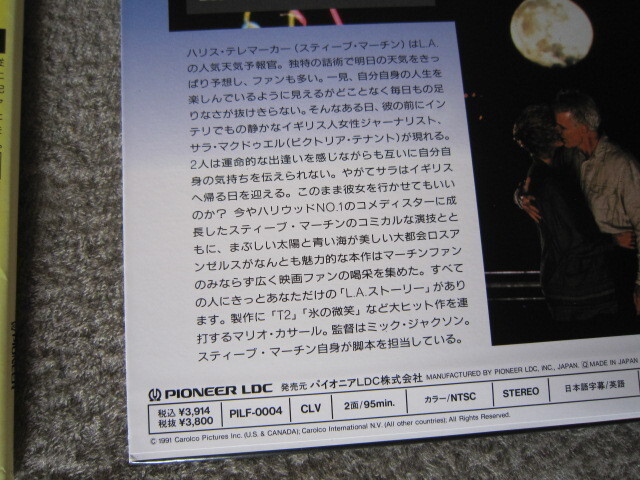 ハリス・テレマーカー(スティーブ・マーチン)はL.A.
の人気天気予報官。独特の話術で明日の天気をきっ
ぱり予想し、ファンも多い。一見、自分自身の人生を
楽しんでいるように見えるがどことなく毎日もの足
りなさが抜けきらない。そんなある日、彼の前にイン
テリでもの静かなイギリス人女性ジャーナリスト、
サラ・マクドゥエル(ビクトリア・テナント)が現れる。
2人は運命的な出逢いを感じながらも互いに自分自
身の気持ちを伝えられない。やがてサラはイギリス
へ帰る日を迎える。このまま彼女を行かせてもいい
のか? 今やハリウッドNO.1のコメディスターに成
長したスティーブ・マーチンのコミカルな演技とと
もに、まぶしい太陽と青い海が美しい大都会ロスア
ンゼルスがなんとも魅力的な本作はマーチンファン
のみならず広く映画ファンの喝采を集めた。すべて
の人にきっとあなただけの「L.A.ストーリー」があり
ます。製作に「T2」「氷の微笑」など大ヒット作を連
打するマリオ・カサール。監督はミック・ジャクソン。
スティーブ・マーチン自身が脚本を担当している。
PIONEER LDC 発売元 パイオニアLDC株式会社 MANUFACTURED BY PIONEER LDC, INC., JAPAN. MADE IN JAPAN
税込 ¥3,914
税抜 ¥3,800
PILF-0004
CLV
2面/95min.
カラー/NTSC
STEREO
日本語字幕/英語
© 1991 Carolco Pictures Inc. (U.S. & CANADA); Carolco International N.V. (All other countries); All Rights Reserved.